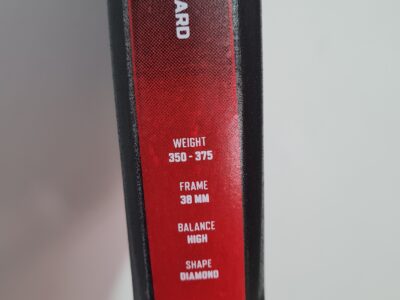 ARD
WEIGHT
350 - 375
FRAME
38 MM
BALANCE
HIGH
SHAPE
DIAMOND